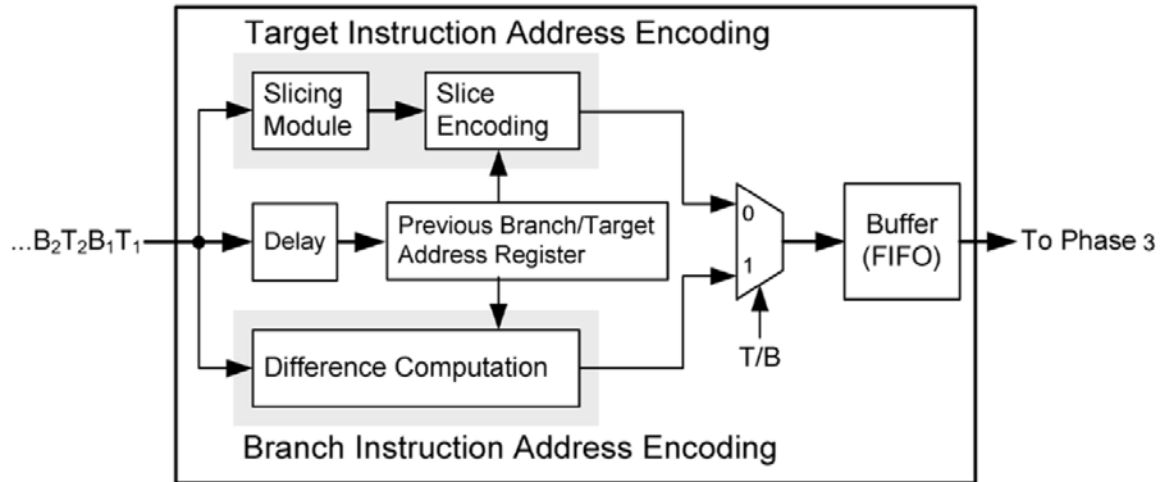 Target Instruction Address Encoding
Slicing
Module
Slice
Encoding
...B₂T₂B₁T₁
Delay
Previous Branch/Target
Address Register
0
1
T/B
Buffer
(FIFO)
To Phase 3
Difference Computation
Branch Instruction Address Encoding